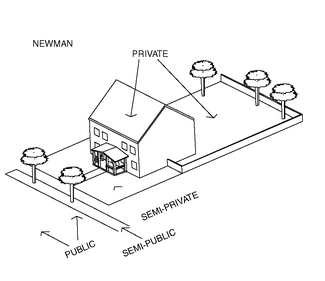 NEWMAN
PRIVATE
SEMI-PRIVATE
SEMI-PUBLIC
PUBLIC